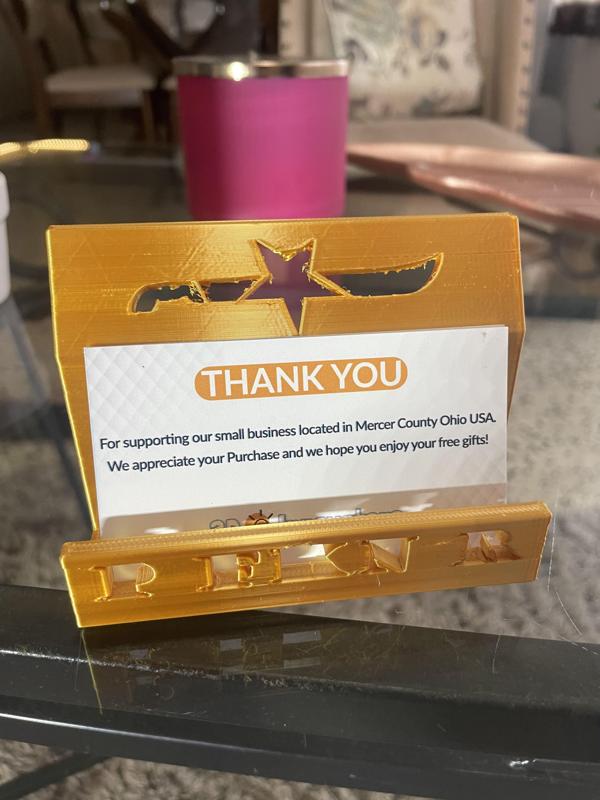 THANK YOU
For supporting our small business located in Mercer County Ohio USA.
We appreciate your Purchase and we hope you enjoy your free gifts!
3D